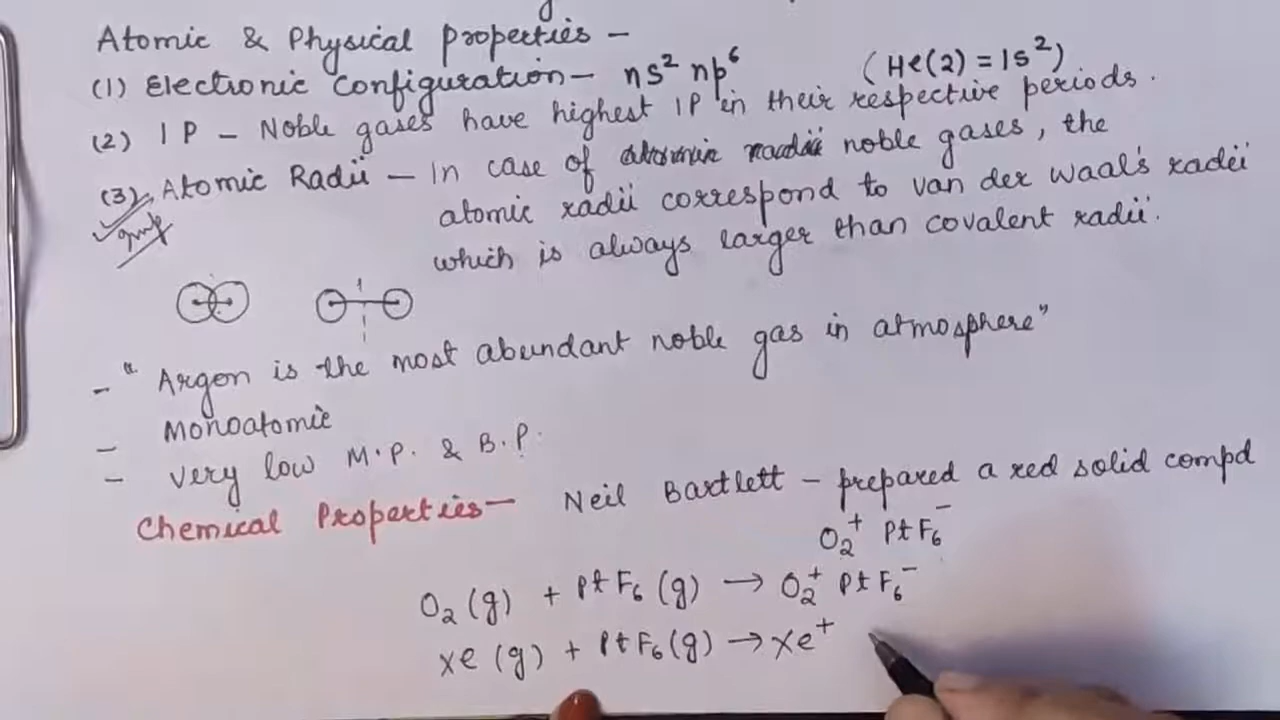 Atomic & Physical Properties –
(1) Electronic Configuration – ns² np⁶ (He(2) = 1s²)
(2) IP – Noble gases have highest IP in their respective periods.
(3) Atomic Radii – In case of noble gases, the
atomic radii correspond to van der waal's radii
which is always larger than covalent radii.
– " Argon is the most abundant noble gas in atmosphere"
– Monoatomic
– very low M.P. & B.P.
Chemical Properties – Neil Bartlett – prepared a red solid compd
O₂⁺ PtF₆⁻
O₂(g) + PtF₆(g) → O₂⁺ PtF₆⁻
Xe(g) + PtF₆(g) → Xe⁺